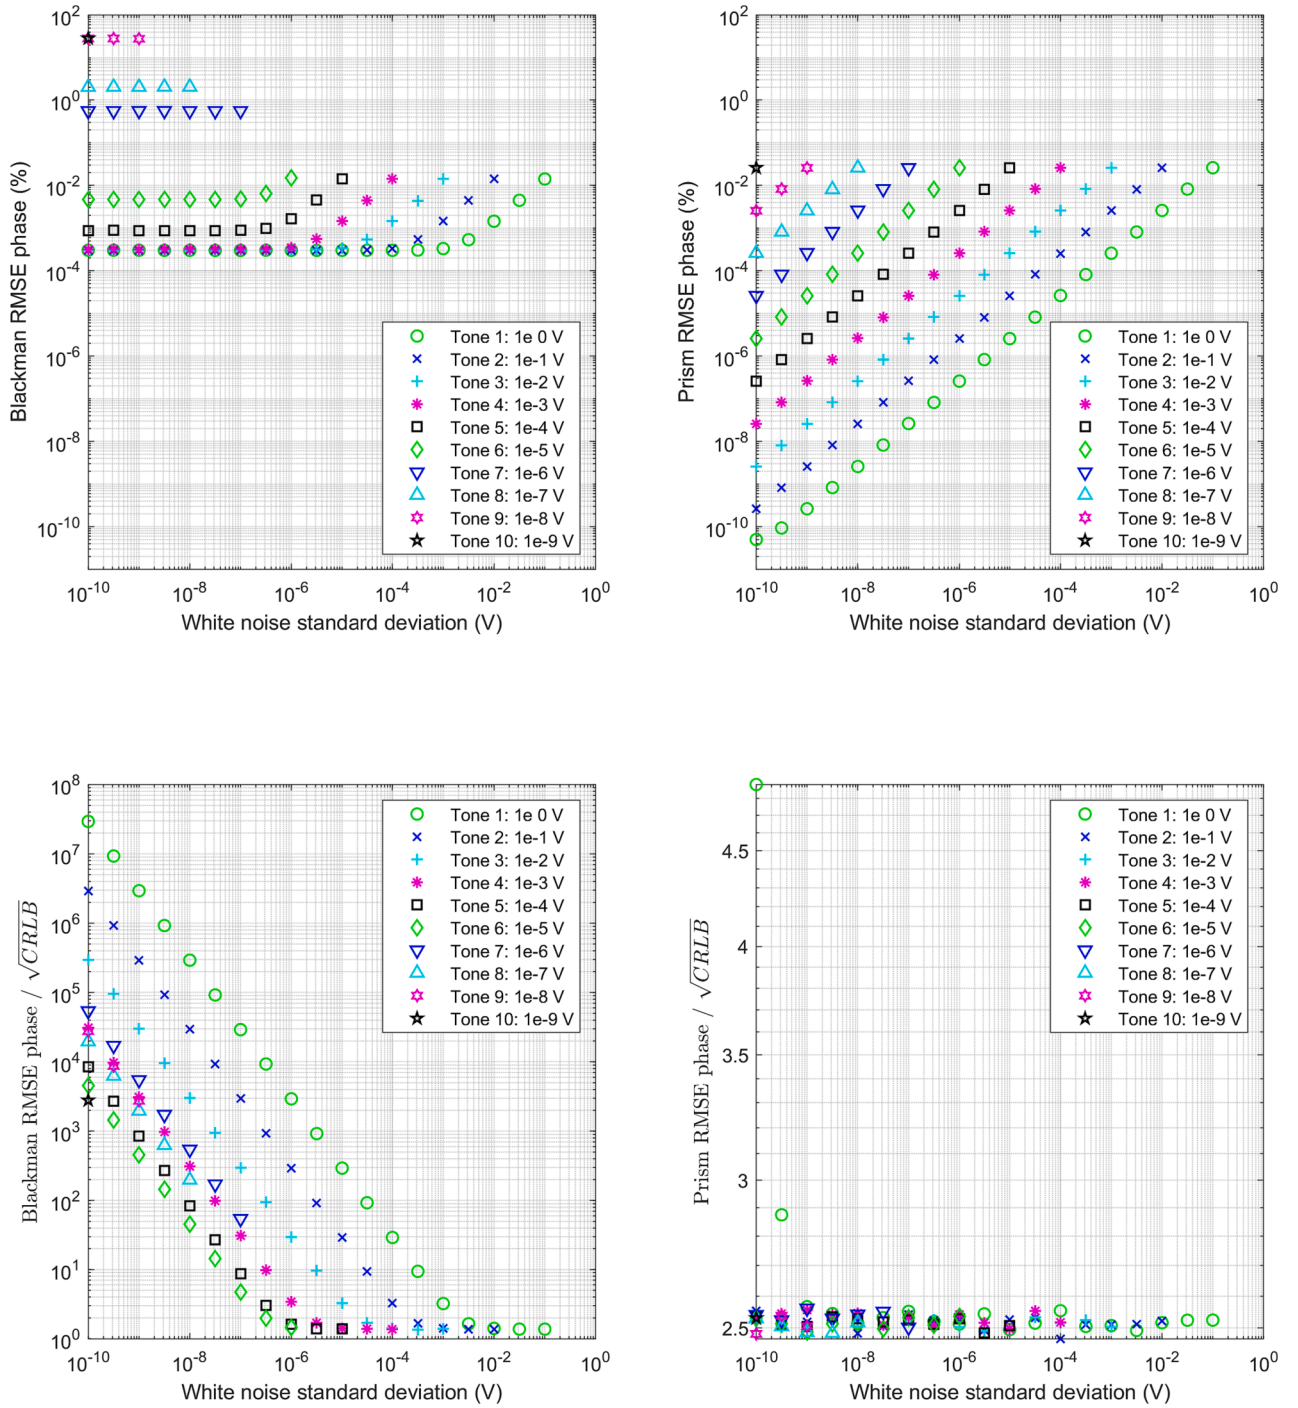 10^2
10^0
10^-2
10^-4
10^-6
10^-8
10^-10
Blackman RMSE phase (%)
Tone 1: 1e 0 V
Tone 2: 1e-1 V
Tone 3: 1e-2 V
Tone 4: 1e-3 V
Tone 5: 1e-4 V
Tone 6: 1e-5 V
Tone 7: 1e-6 V
Tone 8: 1e-7 V
Tone 9: 1e-8 V
Tone 10: 1e-9 V
10^-10 10^-8 10^-6 10^-4 10^-2 10^0
White noise standard deviation (V)
10^2
10^0
10^-2
10^-4
10^-6
10^-8
10^-10
Prism RMSE phase (%)
Tone 1: 1e 0 V
Tone 2: 1e-1 V
Tone 3: 1e-2 V
Tone 4: 1e-3 V
Tone 5: 1e-4 V
Tone 6: 1e-5 V
Tone 7: 1e-6 V
Tone 8: 1e-7 V
Tone 9: 1e-8 V
Tone 10: 1e-9 V
10^-10 10^-8 10^-6 10^-4 10^-2 10^0
White noise standard deviation (V)
10^8
10^7
10^6
10^5
10^4
10^3
10^2
10^1
10^0
Blackman RMSE phase / √CRLB
Tone 1: 1e 0 V
Tone 2: 1e-1 V
Tone 3: 1e-2 V
Tone 4: 1e-3 V
Tone 5: 1e-4 V
Tone 6: 1e-5 V
Tone 7: 1e-6 V
Tone 8: 1e-7 V
Tone 9: 1e-8 V
Tone 10: 1e-9 V
10^-10 10^-8 10^-6 10^-4 10^-2 10^0
White noise standard deviation (V)
4.5
4
3.5
3
2.5
Prism RMSE phase / √CRLB
Tone 1: 1e 0 V
Tone 2: 1e-1 V
Tone 3: 1e-2 V
Tone 4: 1e-3 V
Tone 5: 1e-4 V
Tone 6: 1e-5 V
Tone 7: 1e-6 V
Tone 8: 1e-7 V
Tone 9: 1e-8 V
Tone 10: 1e-9 V
10^-10 10^-8 10^-6 10^-4 10^-2 10^0
White noise standard deviation (V)